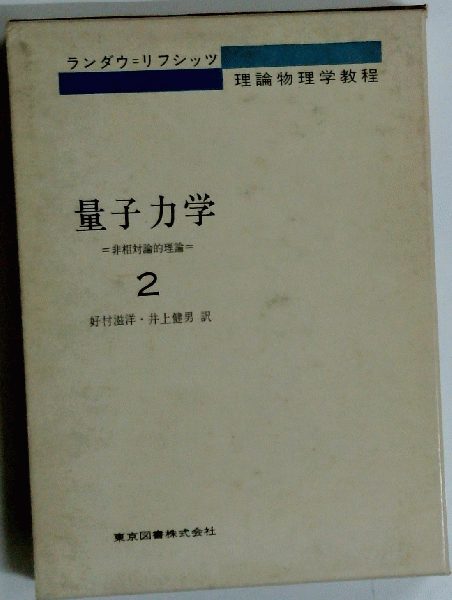 ランダウ=リフシッツ
理論物理学教程
量子力学
=非相対論的理論=
2
好村滋洋・井上健男 訳
東京図書株式会社